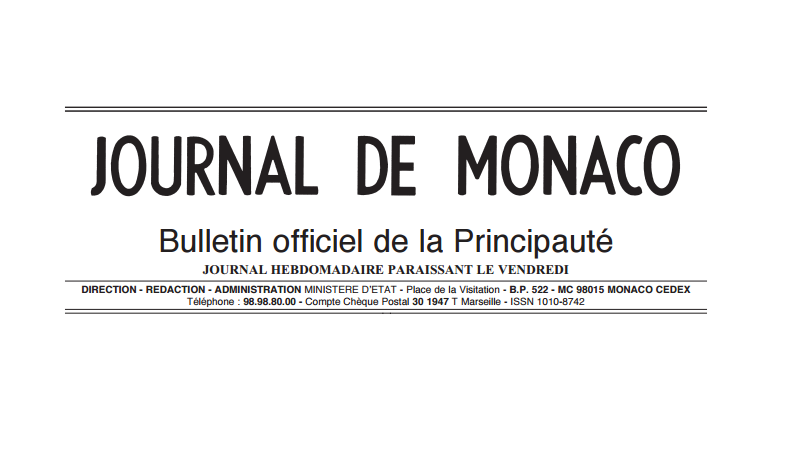 JOURNAL DE MONACO
Bulletin officiel de la Principauté
JOURNAL HEBDOMADAIRE PARAISSANT LE VENDREDI
DIRECTION - REDACTION - ADMINISTRATION MINISTERE D'ETAT - Place de la Visitation - B.P. 522 - MC 98015 MONACO CEDEX
Téléphone : 98.98.80.00 - Compte Chèque Postal 30 1947 T Marseille - ISSN 1010-8742